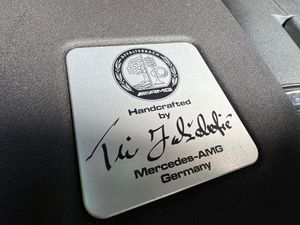 AFFALTERBACH
AMG
Handcrafted
by
Mercedes-AMG
Germany